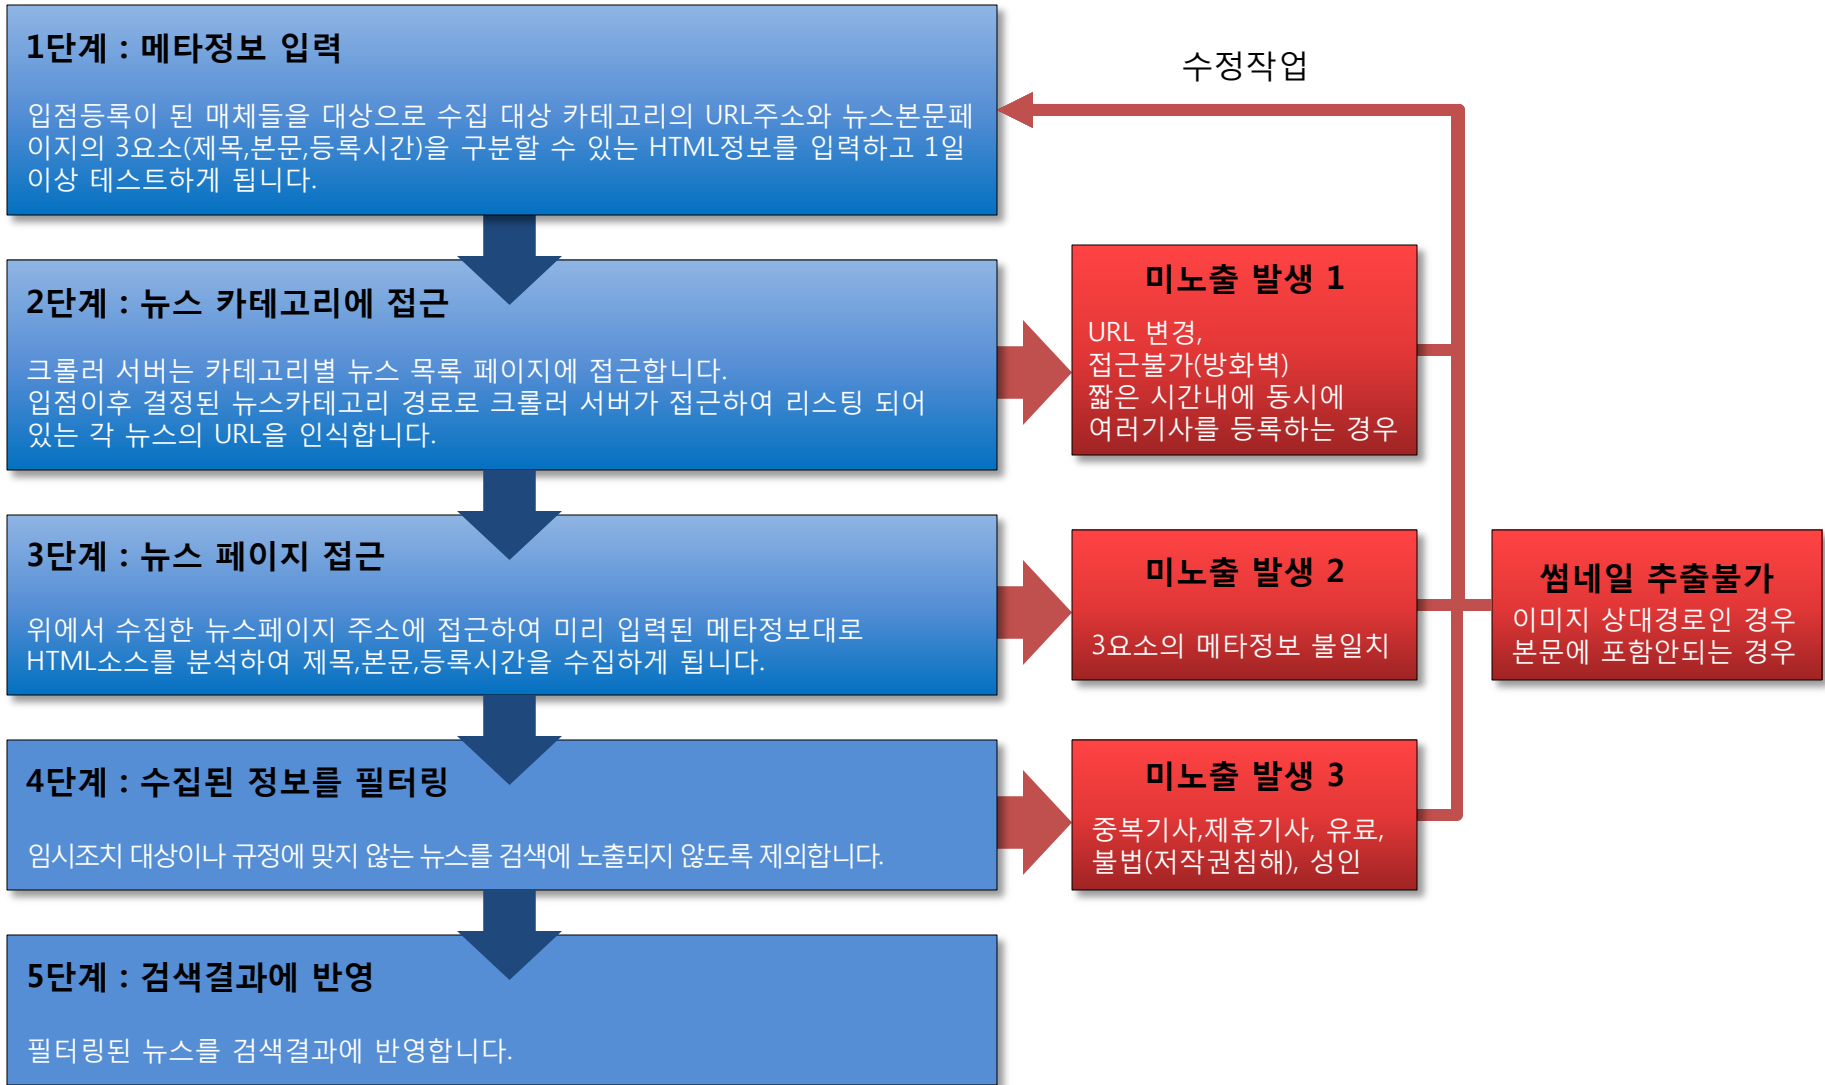 1단계 : 메타정보 입력
입점등록이 된 매체들을 대상으로 수집 대상 카테고리의 URL주소와 뉴스본문페
이지의 3요소(제목,본문,등록시간)을 구분할 수 있는 HTML정보를 입력하고 1일
이상 테스트하게 됩니다.
수정작업
2단계 : 뉴스 카테고리에 접근
크롤러 서버는 카테고리별 뉴스 목록 페이지에 접근합니다.
입점이후 결정된 뉴스카테고리 경로로 크롤러 서버가 접근하여 리스팅 되어
있는 각 뉴스의 URL을 인식합니다.
미노출 발생 1
URL 변경,
접근불가(방화벽)
짧은 시간내에 동시에
여러기사를 등록하는 경우
3단계 : 뉴스 페이지 접근
위에서 수집한 뉴스페이지 주소에 접근하여 미리 입력된 메타정보대로
HTML소스를 분석하여 제목,본문,등록시간을 수집하게 됩니다.
미노출 발생 2
3요소의 메타정보 불일치
썸네일 추출불가
이미지 상대경로인 경우
본문에 포함안되는 경우
4단계 : 수집된 정보를 필터링
임시조치 대상이나 규정에 맞지 않는 뉴스를 검색에 노출되지 않도록 제외합니다.
미노출 발생 3
중복기사,제휴기사, 유료,
불법(저작권침해), 성인
5단계 : 검색결과에 반영
필터링된 뉴스를 검색결과에 반영합니다.